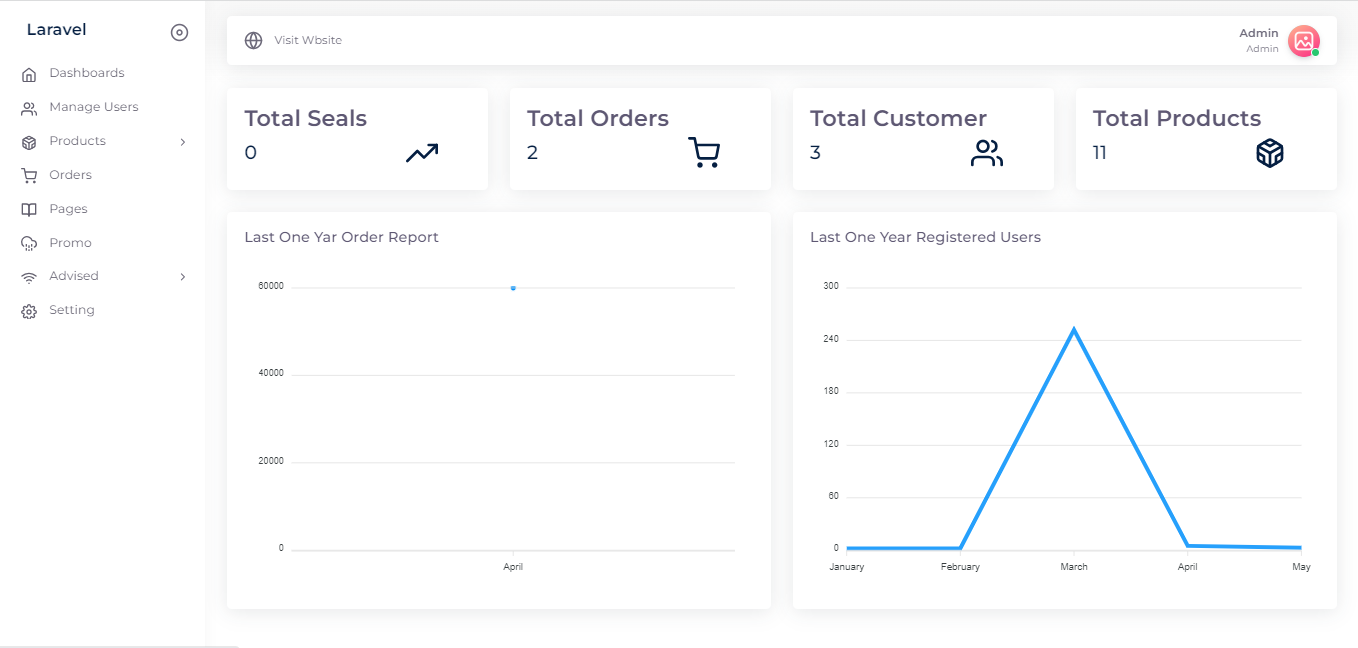 Laravel
Dashboards
Manage Users
Products
Orders
Pages
Promo
Advised
Setting
Visit Wbsite
Admin
Admin
Total Seals
0
Total Orders
2
Total Customer
3
Total Products
11
Last One Yar Order Report
60000
40000
20000
0
April
Last One Year Registered Users
300
240
180
120
60
0
January February March April May